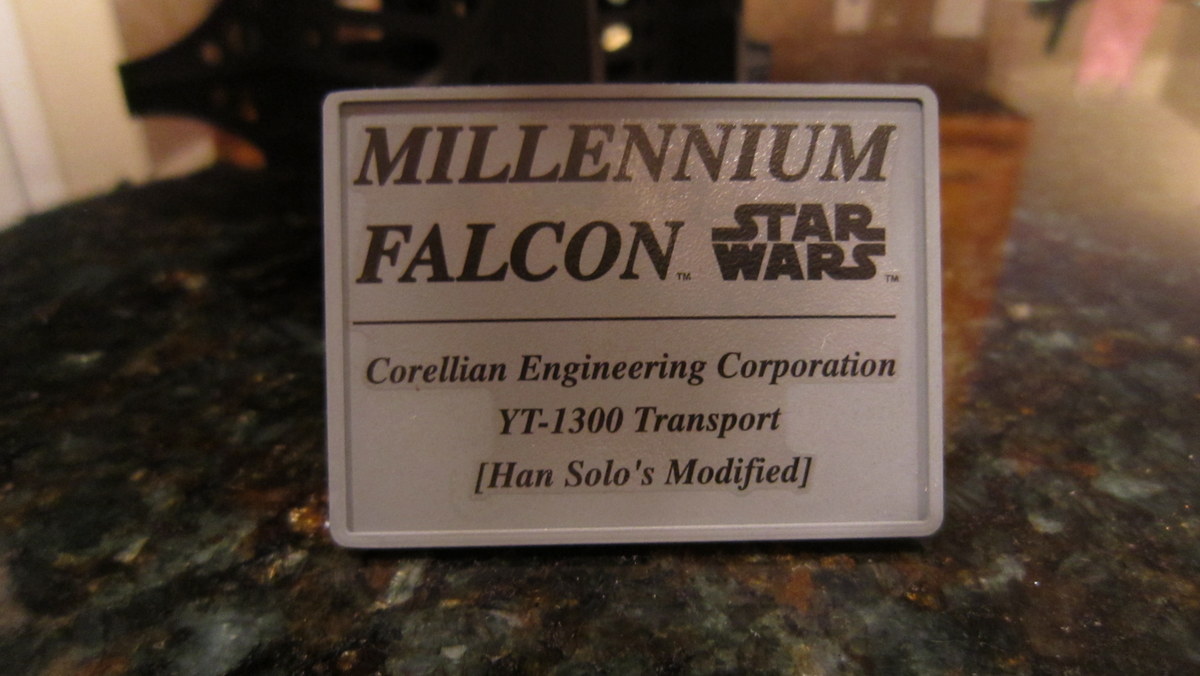 MILLENNIUM
FALCON™ STAR WARS™
Corellian Engineering Corporation
YT-1300 Transport
[Han Solo's Modified]